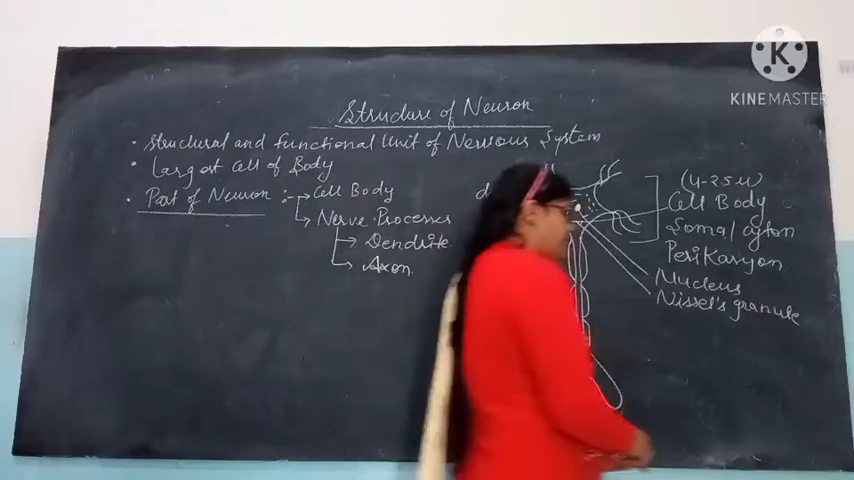 Structure of Neuron
• Structural and functional Unit of Nervous System
• Largest Cell of Body
• Part of Neuron :- → Cell Body
→ Nerve Processes
→ Dendrite
→ Axon
(4-25µ)
Cell Body
Soma/cyton
Perikaryon
Nucleus
Nissel's granule
K
KINEMASTER